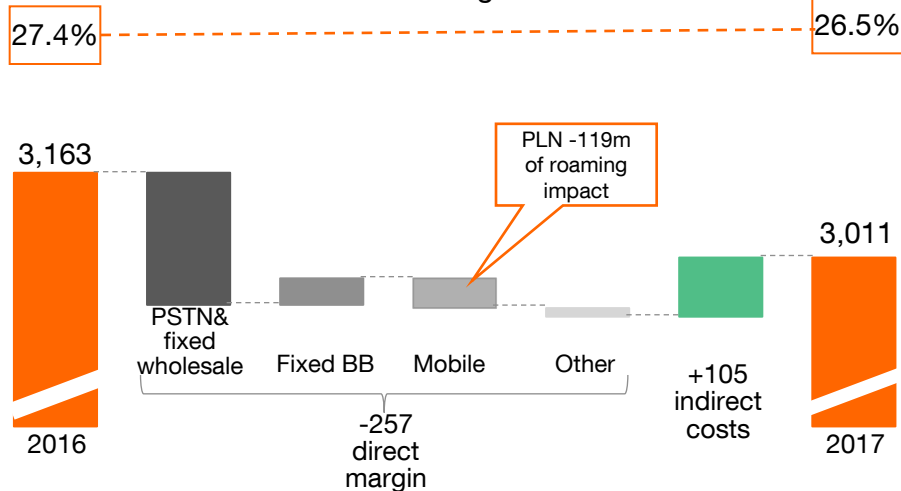 27.4%
26.5%
PLN -119m
of roaming
impact
3,163
3,011
PSTN&
fixed
wholesale
Fixed BB
Mobile
Other
+105
indirect
costs
-257
direct
margin
2016
2017